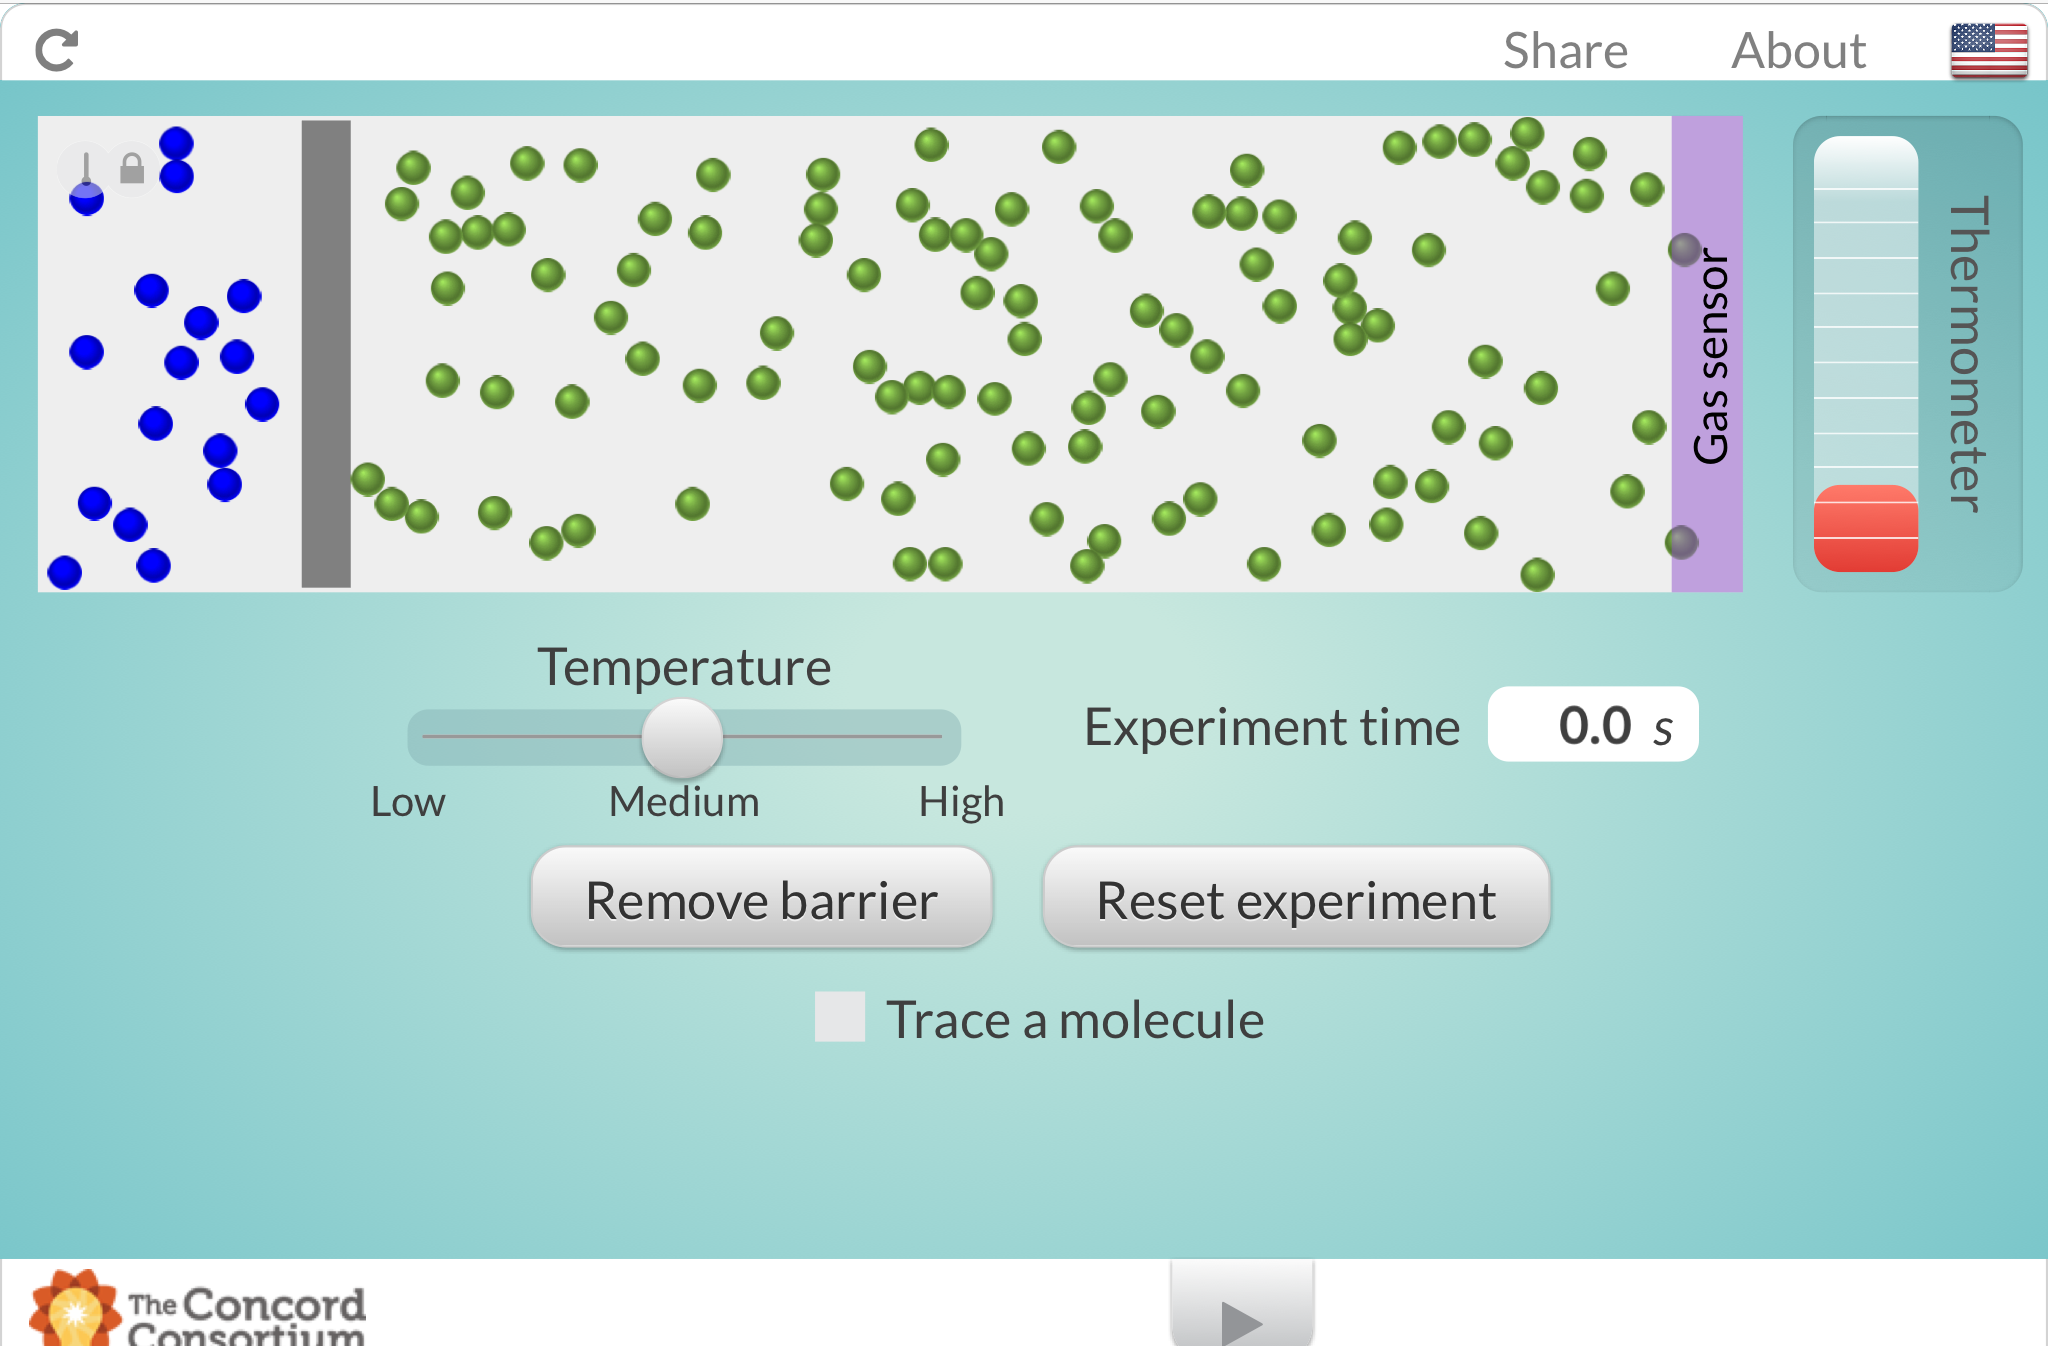 Share About
Gas sensor
Thermometer
Temperature
Low Medium High
Experiment time 0.0 s
Remove barrier Reset experiment
Trace a molecule
The Concord
Consortium